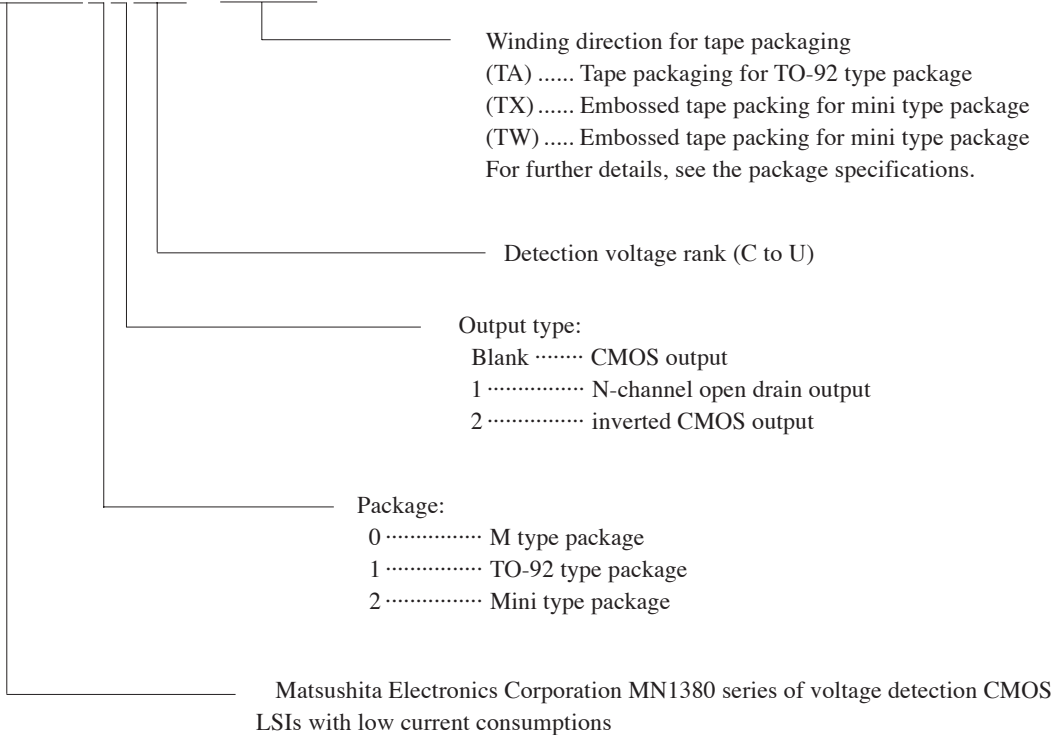 Winding direction for tape packaging
(TA) ...... Tape packaging for TO-92 type package
(TX) ...... Embossed tape packing for mini type package
(TW) ..... Embossed tape packing for mini type package
For further details, see the package specifications.
Detection voltage rank (C to U)
Output type:
Blank ········ CMOS output
1 ················ N-channel open drain output
2 ················ inverted CMOS output
Package:
0 ················ M type package
1 ················ TO-92 type package
2 ················ Mini type package
Matsushita Electronics Corporation MN1380 series of voltage detection CMOS
LSIs with low current consumptions